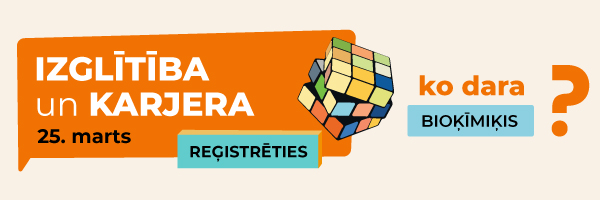 IZGLĪTĪBA
un KARJERA
25. marts
REĢISTRĒTIES
ko dara
BIOĶĪMIĶIS
?